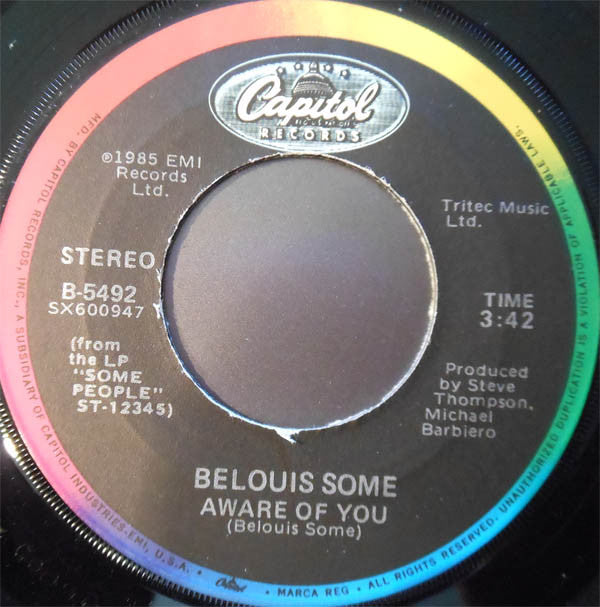 Capitol
RECORDS
℗1985 EMI
Records
Ltd.
Tritec Music
Ltd.
STEREO
B-5492
SX600947
TIME
3:42
(from
the LP
"SOME
PEOPLE"
ST-12345)
Produced
by Steve
Thompson,
Michael
Barbiero
BELOUIS SOME
AWARE OF YOU
(Belouis Some)
MFD. BY CAPITOL RECORDS, INC., A SUBSIDIARY OF CAPITOL INDUSTRIES-EMI, U.S.A. • Capitol • MARCA REG • ALL RIGHTS RESERVED. UNAUTHORIZED DUPLICATION IS A VIOLATION OF APPLICABLE LAWS.